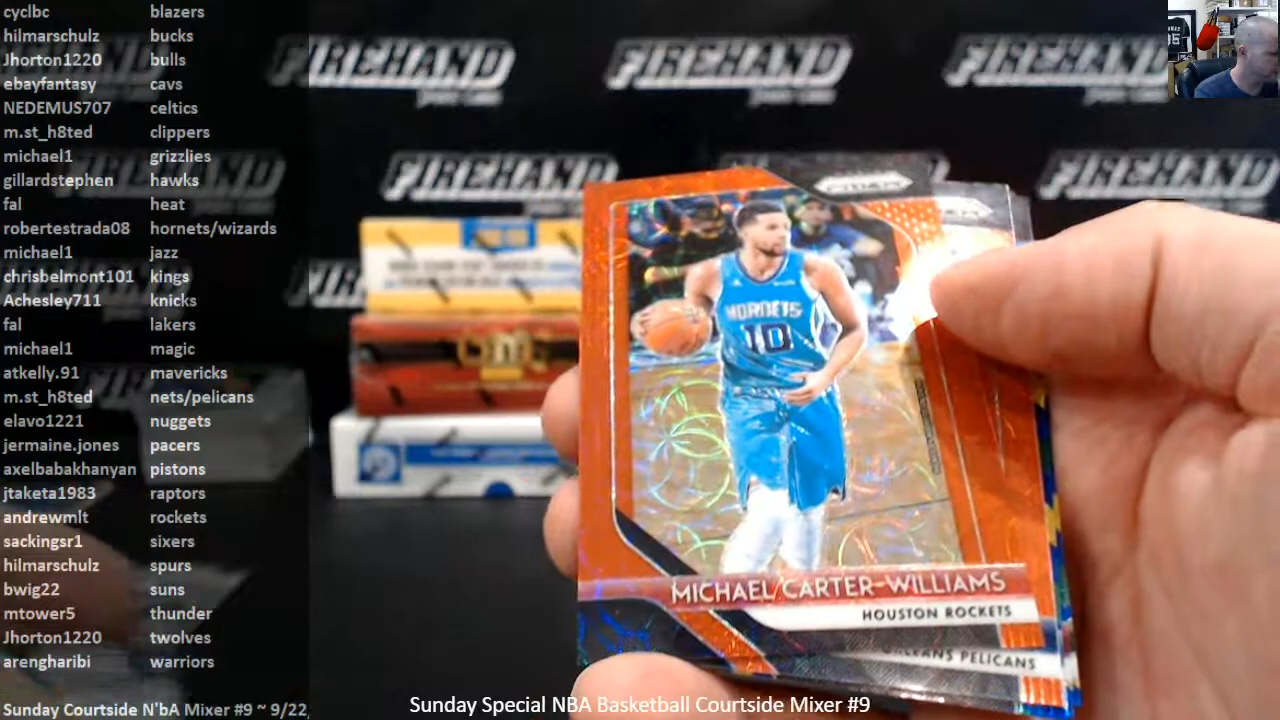 cyclbc blazers
hilmarschulz bucks
Jhorton1220 bulls
ebayfantasy cavs
NEDEMUS707 celtics
m.st_h8ted clippers
michael1 grizzlies
gillardstephen hawks
fal heat
robertestrada08 hornets/wizards
michael1 jazz
chrisbelmont101 kings
Achesley711 knicks
fal lakers
michael1 magic
atkelly.91 mavericks
m.st_h8ted nets/pelicans
elavo1221 nuggets
jermaine.jones pacers
axelbabakhanyan pistons
jtaketa1983 raptors
andrewmlt rockets
sackingsr1 sixers
hilmarschulz spurs
bwig22 suns
mtower5 thunder
Jhorton1220 twolves
arengharibi warriors
Sunday Courtside N'bA Mixer #9 ~ 9/22
FIREHAND
FIREHAND
FIREHAND
FIREHAND
FIREHAND
PRIZM
HORNETS
10
MICHAEL CARTER-WILLIAMS
HOUSTON ROCKETS
PELICANS
Sunday Special NBA Basketball Courtside Mixer #9